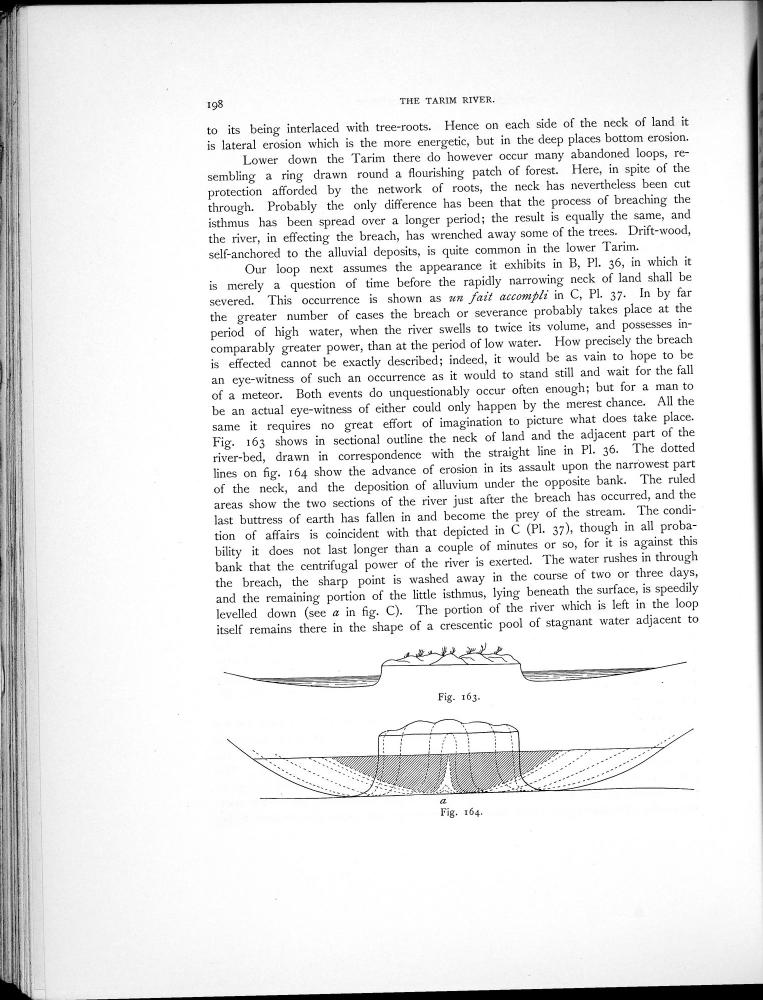 198
THE TARIM RIVER.
to its being interlaced with tree-roots. Hence on each side of the neck of land it
is lateral erosion which is the more energetic, but in the deep places bottom erosion.
Lower down the Tarim there do however occur many abandoned loops, re-
sembling a ring drawn round a flourishing patch of forest. Here, in spite of the
protection afforded by the network of roots, the neck has nevertheless been cut
through. Probably the only difference has been that the process of breaching the
isthmus has been spread over a longer period; the result is equally the same, and
the river, in effecting the breach, has wrenched away some of the trees. Drift-wood,
self-anchored to the alluvial deposits, is quite common in the lower Tarim.
Our loop next assumes the appearance it exhibits in B, Pl. 36, in which it
is merely a question of time before the rapidly narrowing neck of land shall be
severed. This occurrence is shown as un fait accompli in C, Pl. 37. In by far
the greater number of cases the breach or severance probably takes place at the
period of high water, when the river swells to twice its volume, and possesses in-
comparably greater power, than at the period of low water. How precisely the breach
is effected cannot be exactly described; indeed, it would be as vain to hope to be
an eye-witness of such an occurrence as it would to stand still and wait for the fall
of a meteor. Both events do unquestionably occur often enough; but for a man to
be an actual eye-witness of either could only happen by the merest chance. All the
same it requires no great effort of imagination to picture what does take place.
Fig. 163 shows in sectional outline the neck of land and the adjacent part of the
river-bed, drawn in correspondence with the straight line in Pl. 36. The dotted
lines on fig. 164 show the advance of erosion in its assault upon the narrowest part
of the neck, and the deposition of alluvium under the opposite bank. The ruled
areas show the two sections of the river just after the breach has occurred, and the
last buttress of earth has fallen in and become the prey of the stream. The condi-
tion of affairs is coincident with that depicted in C (Pl. 37), though in all proba-
bility it does not last longer than a couple of minutes or so, for it is against this
bank that the centrifugal power of the river is exerted. The water rushes in through
the breach, the sharp point is washed away in the course of two or three days,
and the remaining portion of the little isthmus, lying beneath the surface, is speedily
levelled down (see a in fig. C). The portion of the river which is left in the loop
itself remains there in the shape of a crescentic pool of stagnant water adjacent to
Fig. 163.
a
Fig. 164.